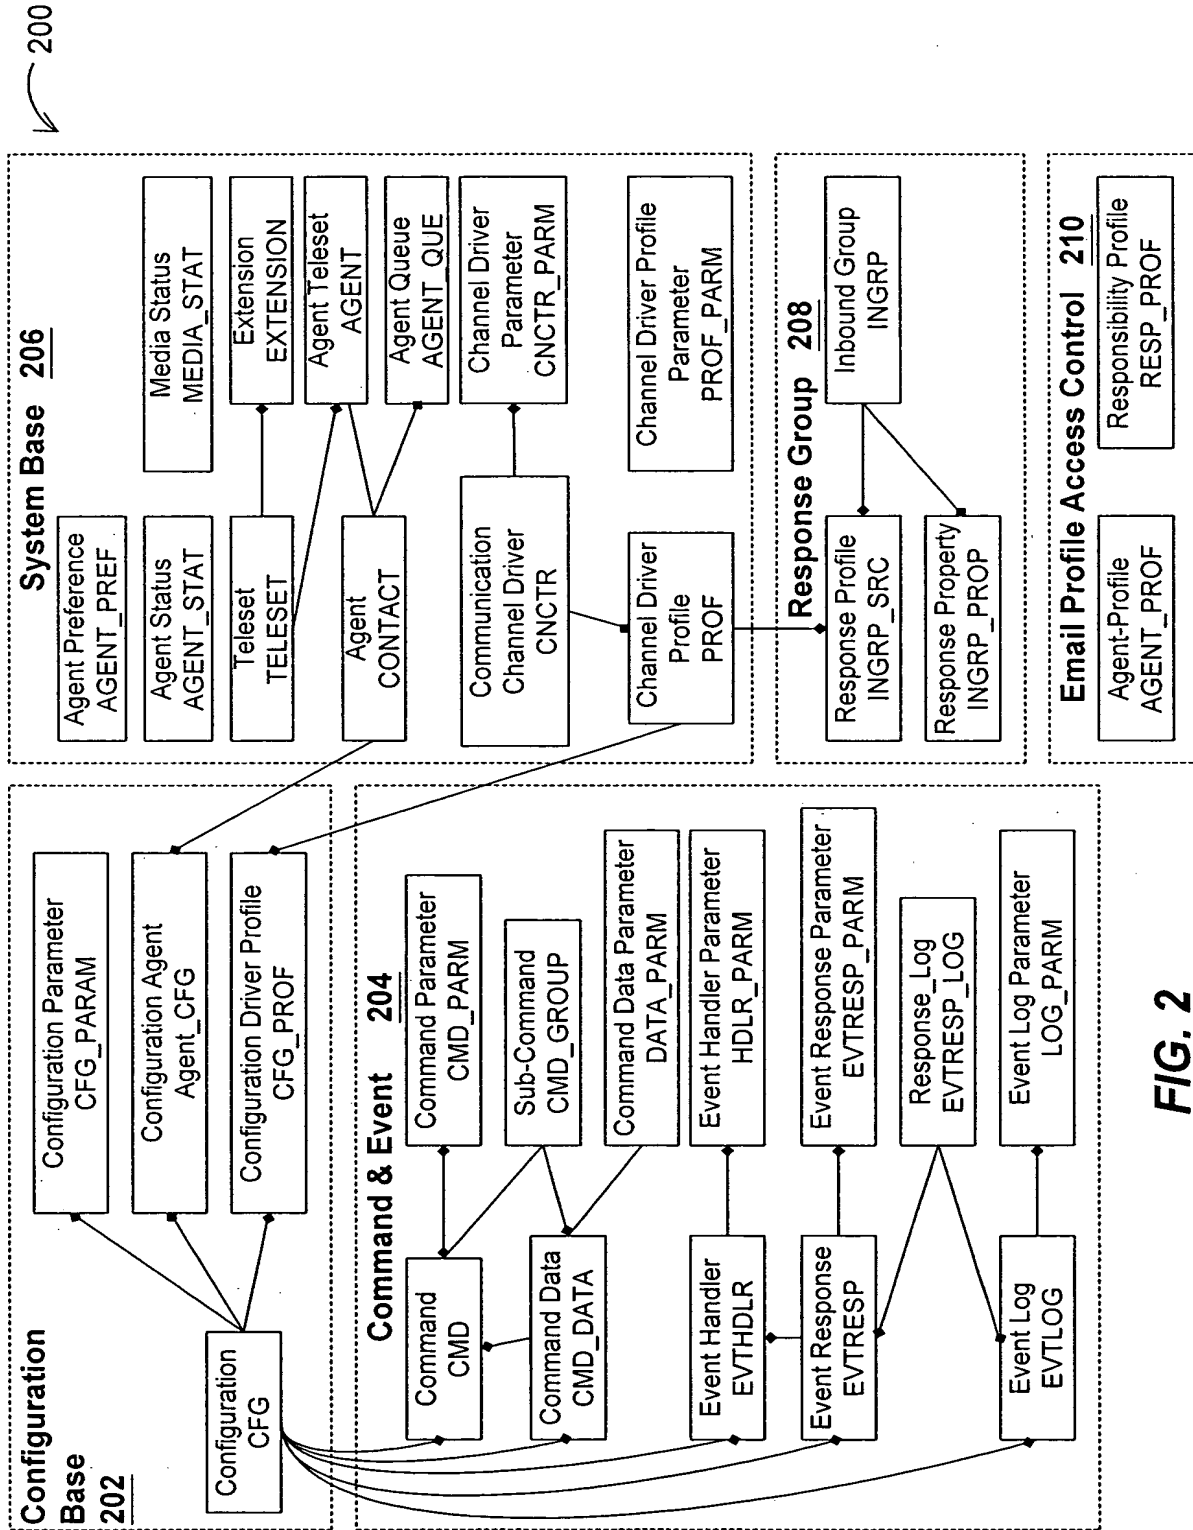 200
Configuration
Base
202
Configuration
CFG
Configuration Parameter
CFG_PARAM
Configuration Agent
Agent_CFG
Configuration Driver Profile
CFG_PROF
System Base 206
Agent Preference
AGENT_PREF
Agent Status
AGENT_STAT
Media Status
MEDIA_STAT
Teleset
TELESET
Extension
EXTENSION
Agent Teleset
AGENT
Agent
CONTACT
Agent Queue
AGENT_QUE
Communication
Channel Driver
CNCTR
Channel Driver
Parameter
CNCTR_PARM
Channel Driver
Profile
PROF
Channel Driver Profile
Parameter
PROF_PARM
Command & Event 204
Command
CMD
Command Parameter
CMD_PARM
Sub-Command
CMD_GROUP
Command Data
CMD_DATA
Command Data Parameter
DATA_PARM
Event Handler
EVTHDLR
Event Handler Parameter
HDLR_PARM
Event Response
EVTRESP
Event Response Parameter
EVTRESP_PARM
Response_Log
EVTRESP_LOG
Event Log
EVTLOG
Event Log Parameter
LOG_PARM
Response Group 208
Response Profile
INGRP_SRC
Inbound Group
INGRP
Response Property
INGRP_PROP
Email Profile Access Control 210
Agent-Profile
AGENT_PROF
Responsibility Profile
RESP_PROF
FIG. 2